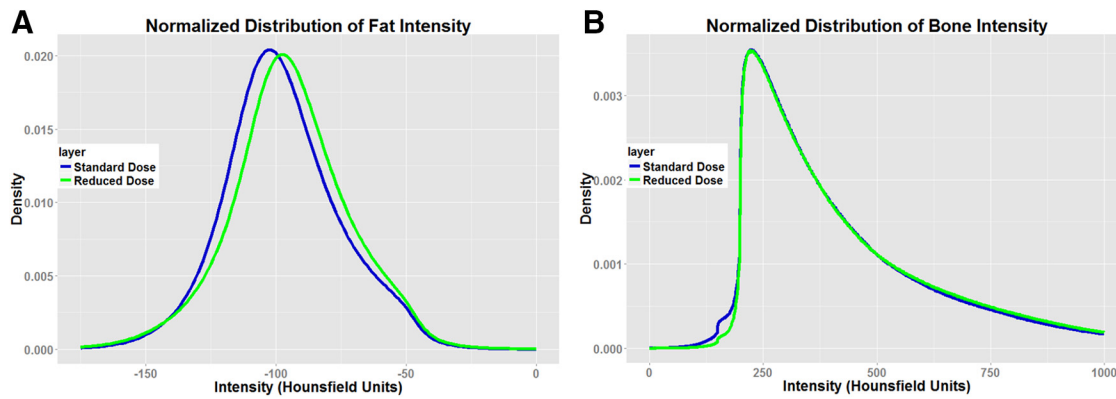 A
Normalized Distribution of Fat Intensity
0.020
0.015
0.010
0.005
0.000
Density
layer
Standard Dose
Reduced Dose
-150
-100
-50
0
Intensity (Hounsfield Units)
B
Normalized Distribution of Bone Intensity
0.003
0.002
0.001
0.000
Density
layer
Standard Dose
Reduced Dose
0
250
500
750
1000
Intensity (Hounsfield Units)